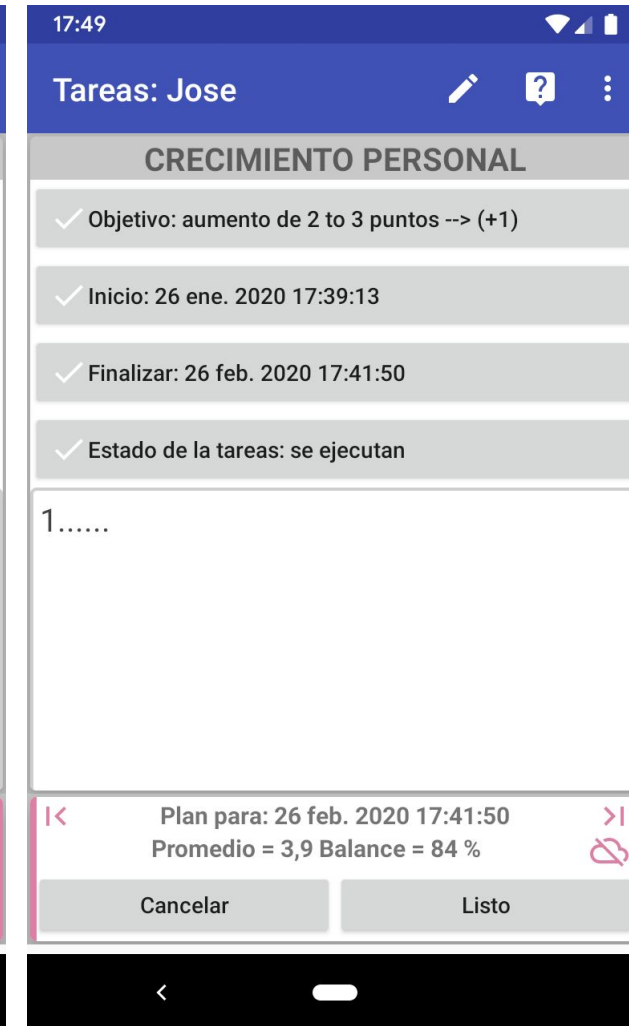 17:49
Tareas: Jose
CRECIMIENTO PERSONAL
Objetivo: aumento de 2 to 3 puntos --> (+1)
Inicio: 26 ene. 2020 17:39:13
Finalizar: 26 feb. 2020 17:41:50
Estado de la tareas: se ejecutan
1......
Plan para: 26 feb. 2020 17:41:50
Promedio = 3,9 Balance = 84 %
Cancelar Listo